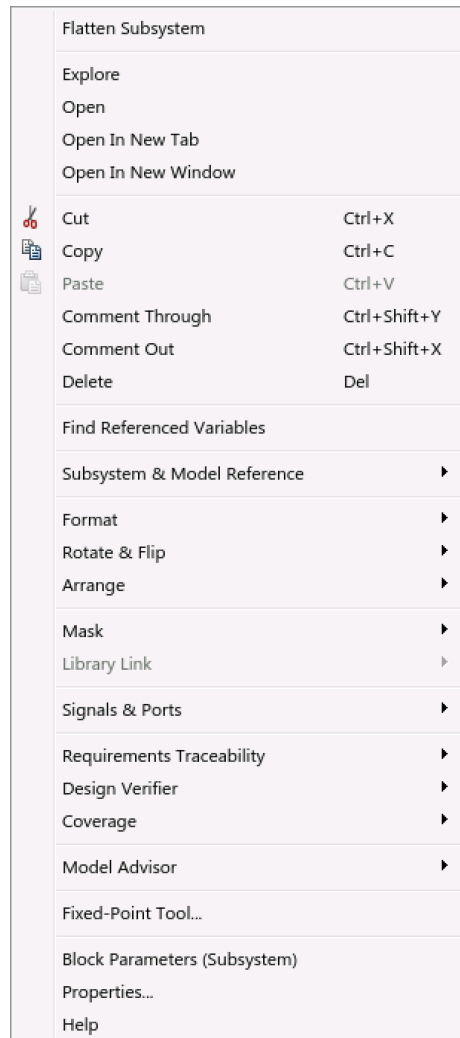 Flatten Subsystem
Explore
Open
Open In New Tab
Open In New Window
Cut Ctrl+X
Copy Ctrl+C
Paste Ctrl+V
Comment Through Ctrl+Shift+Y
Comment Out Ctrl+Shift+X
Delete Del
Find Referenced Variables
Subsystem & Model Reference
Format
Rotate & Flip
Arrange
Mask
Library Link
Signals & Ports
Requirements Traceability
Design Verifier
Coverage
Model Advisor
Fixed-Point Tool...
Block Parameters (Subsystem)
Properties...
Help